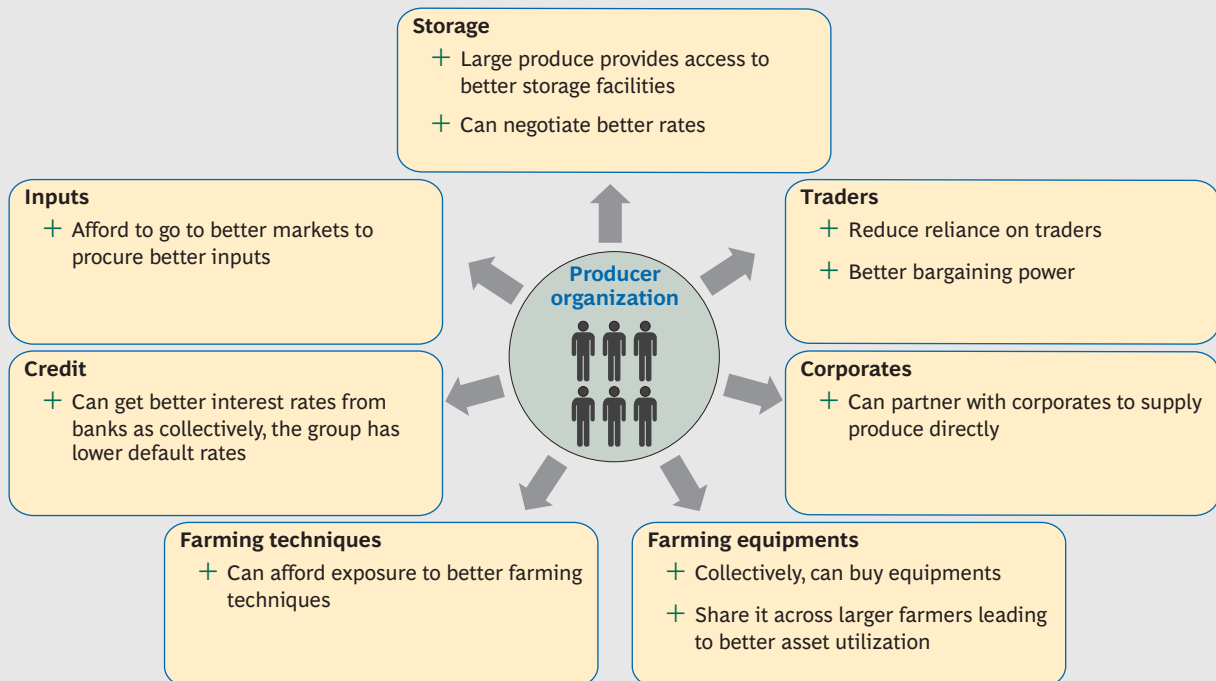 Storage
+ Large produce provides access to
better storage facilities
+ Can negotiate better rates
Inputs
+ Afford to go to better markets to
procure better inputs
Traders
+ Reduce reliance on traders
+ Better bargaining power
Producer
organization
Credit
+ Can get better interest rates from
banks as collectively, the group has
lower default rates
Corporates
+ Can partner with corporates to supply
produce directly
Farming techniques
+ Can afford exposure to better farming
techniques
Farming equipments
+ Collectively, can buy equipments
+ Share it across larger farmers leading
to better asset utilization